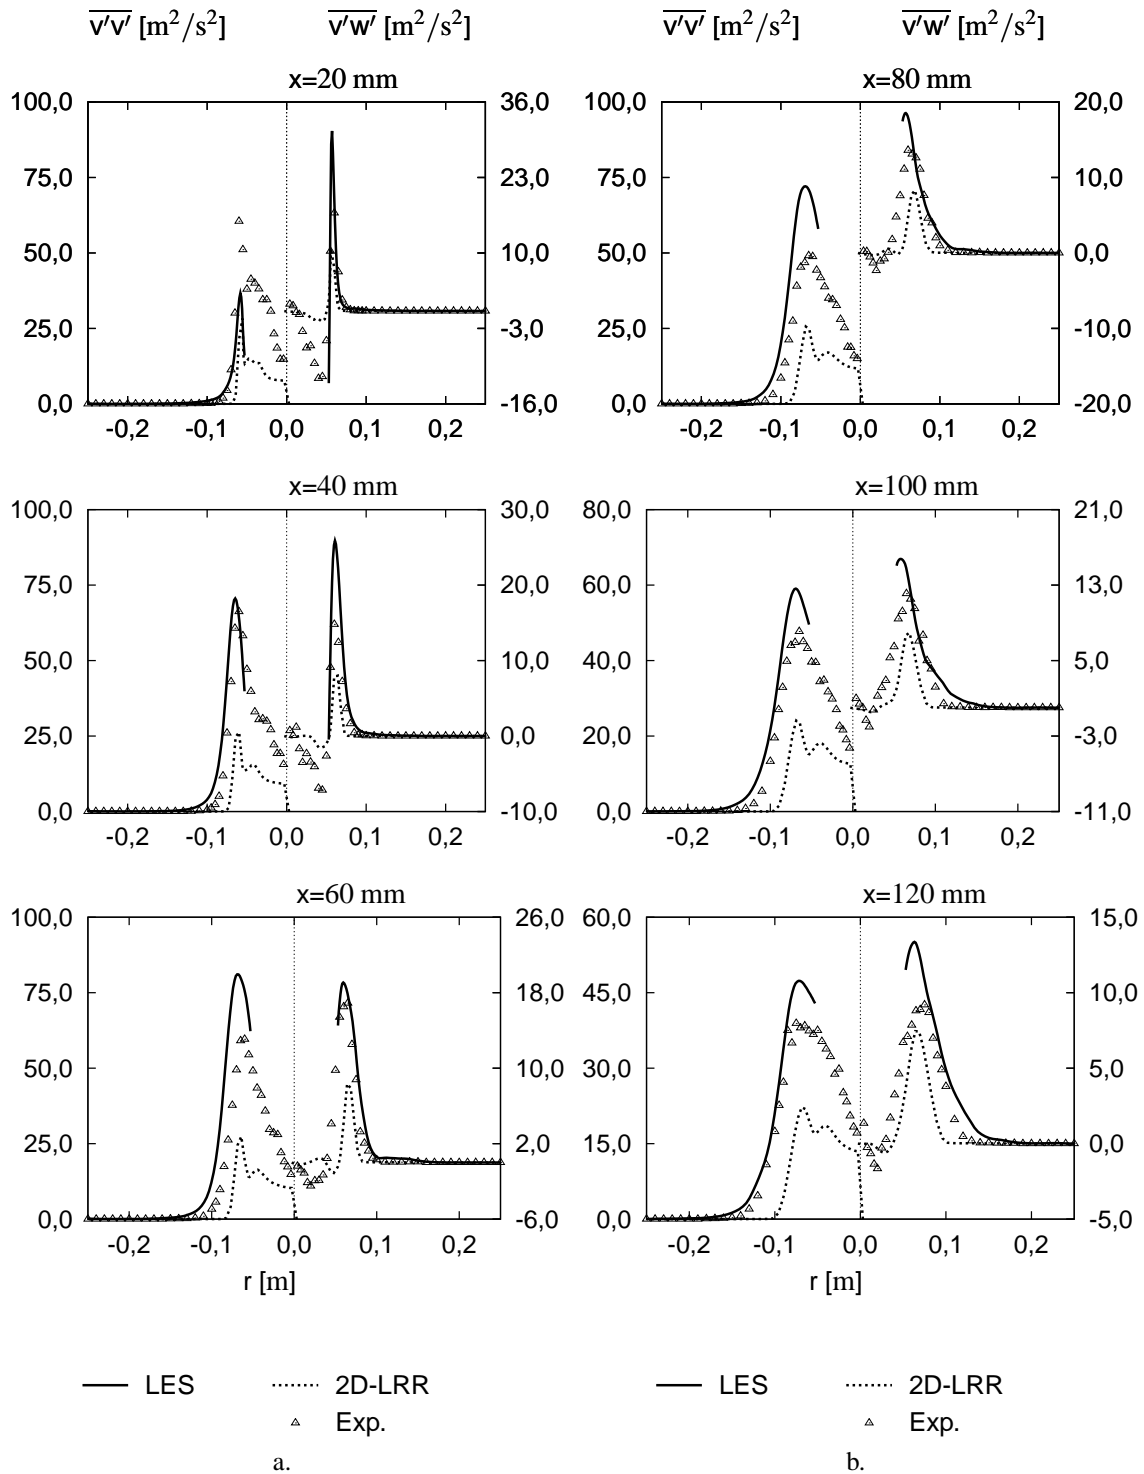 v′v′ [m²/s²] v′w′ [m²/s²] v′v′ [m²/s²] v′w′ [m²/s²]
x=20 mm
100,0 36,0
75,0 23,0
50,0 10,0
25,0 -3,0
0,0 -16,0
-0,2 -0,1 0,0 0,1 0,2
x=80 mm
100,0 20,0
75,0 10,0
50,0 0,0
25,0 -10,0
0,0 -20,0
-0,2 -0,1 0,0 0,1 0,2
x=40 mm
100,0 30,0
75,0 20,0
50,0 10,0
25,0 0,0
0,0 -10,0
-0,2 -0,1 0,0 0,1 0,2
x=100 mm
80,0 21,0
60,0 13,0
40,0 5,0
20,0 -3,0
0,0 -11,0
-0,2 -0,1 0,0 0,1 0,2
x=60 mm
100,0 26,0
75,0 18,0
50,0 10,0
25,0 2,0
0,0 -6,0
-0,2 -0,1 0,0 0,1 0,2
r [m]
x=120 mm
60,0 15,0
45,0 10,0
30,0 5,0
15,0 0,0
0,0 -5,0
-0,2 -0,1 0,0 0,1 0,2
r [m]
LES 2D-LRR
Exp.
a.
LES 2D-LRR
Exp.
b.